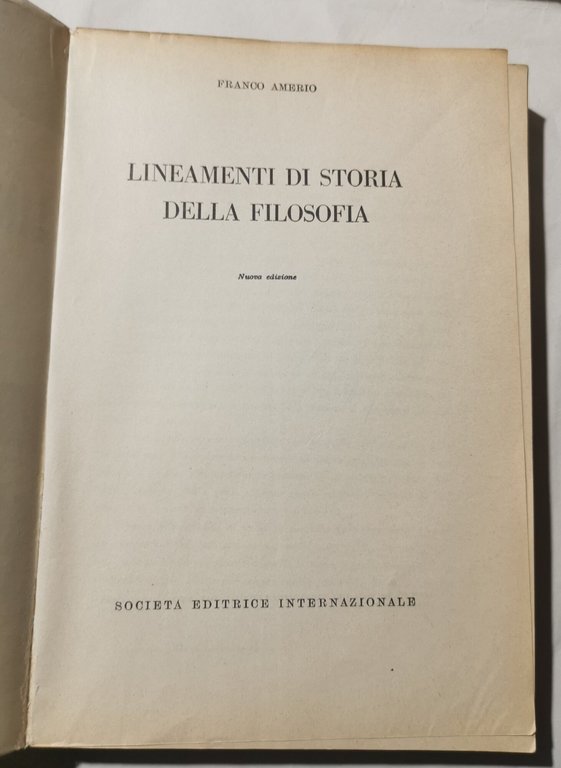 FRANCO AMERIO
LINEAMENTI DI STORIA
DELLA FILOSOFIA
Nuova edizione
SOCIETÀ EDITRICE INTERNAZIONALE